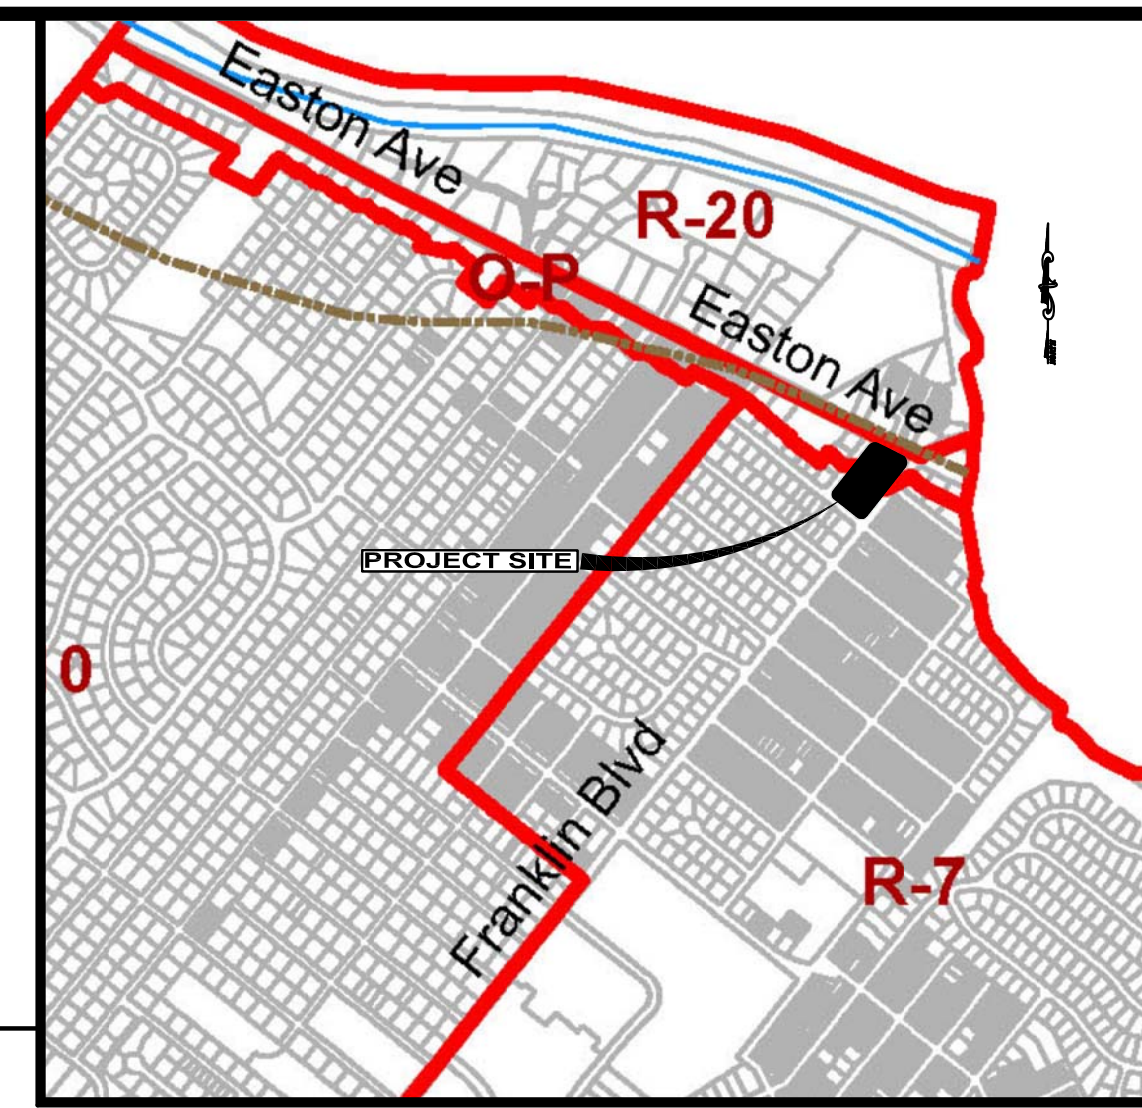 Easton Ave
R-20
O-P
Easton Ave
PROJECT SITE
0
Franklin Blvd
R-7